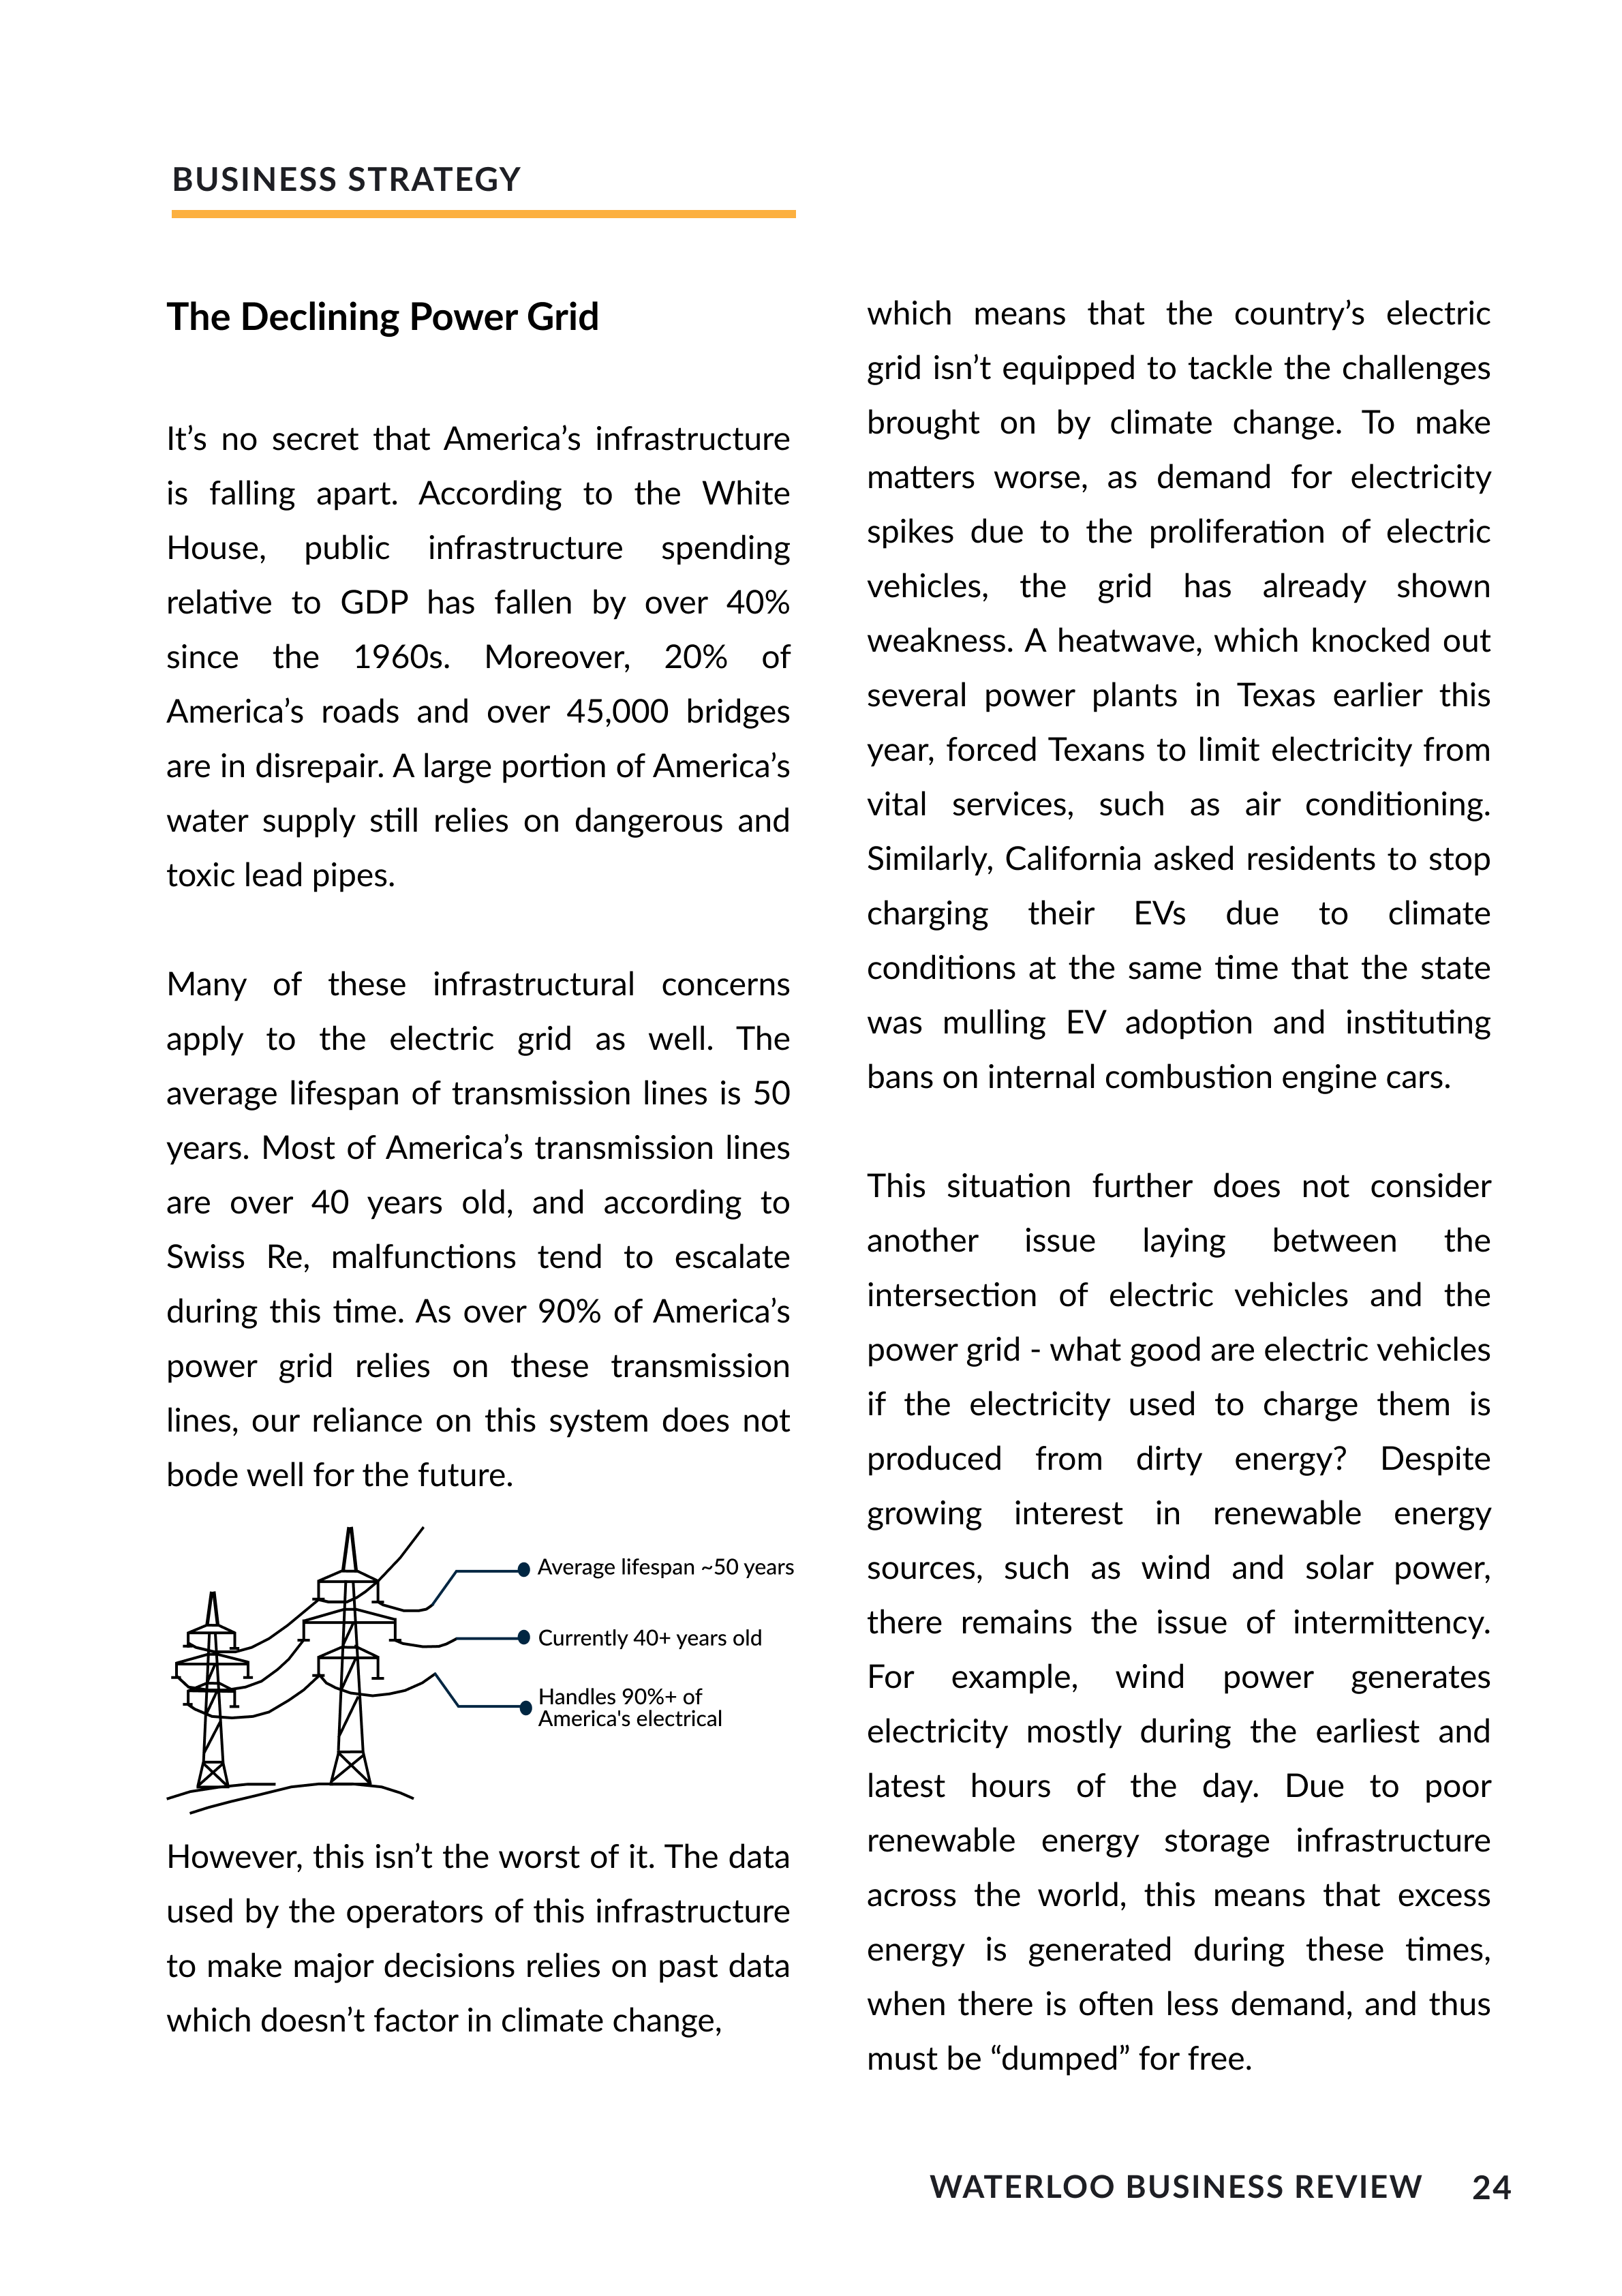 BUSINESS STRATEGY
The Declining Power Grid
It’s no secret that America’s infrastructure
is falling apart. According to the White
House, public infrastructure spending
relative to GDP has fallen by over 40%
since the 1960s. Moreover, 20% of
America’s roads and over 45,000 bridges
are in disrepair. A large portion of America’s
water supply still relies on dangerous and
toxic lead pipes.
Many of these infrastructural concerns
apply to the electric grid as well. The
average lifespan of transmission lines is 50
years. Most of America’s transmission lines
are over 40 years old, and according to
Swiss Re, malfunctions tend to escalate
during this time. As over 90% of America’s
power grid relies on these transmission
lines, our reliance on this system does not
bode well for the future.
Average lifespan ~50 years
Currently 40+ years old
Handles 90%+ of
America's electrical
However, this isn’t the worst of it. The data
used by the operators of this infrastructure
to make major decisions relies on past data
which doesn’t factor in climate change,
which means that the country’s electric
grid isn’t equipped to tackle the challenges
brought on by climate change. To make
matters worse, as demand for electricity
spikes due to the proliferation of electric
vehicles, the grid has already shown
weakness. A heatwave, which knocked out
several power plants in Texas earlier this
year, forced Texans to limit electricity from
vital services, such as air conditioning.
Similarly, California asked residents to stop
charging their EVs due to climate
conditions at the same time that the state
was mulling EV adoption and instituting
bans on internal combustion engine cars.
This situation further does not consider
another issue laying between the
intersection of electric vehicles and the
power grid - what good are electric vehicles
if the electricity used to charge them is
produced from dirty energy? Despite
growing interest in renewable energy
sources, such as wind and solar power,
there remains the issue of intermittency.
For example, wind power generates
electricity mostly during the earliest and
latest hours of the day. Due to poor
renewable energy storage infrastructure
across the world, this means that excess
energy is generated during these times,
when there is often less demand, and thus
must be “dumped” for free.
WATERLOO BUSINESS REVIEW 24